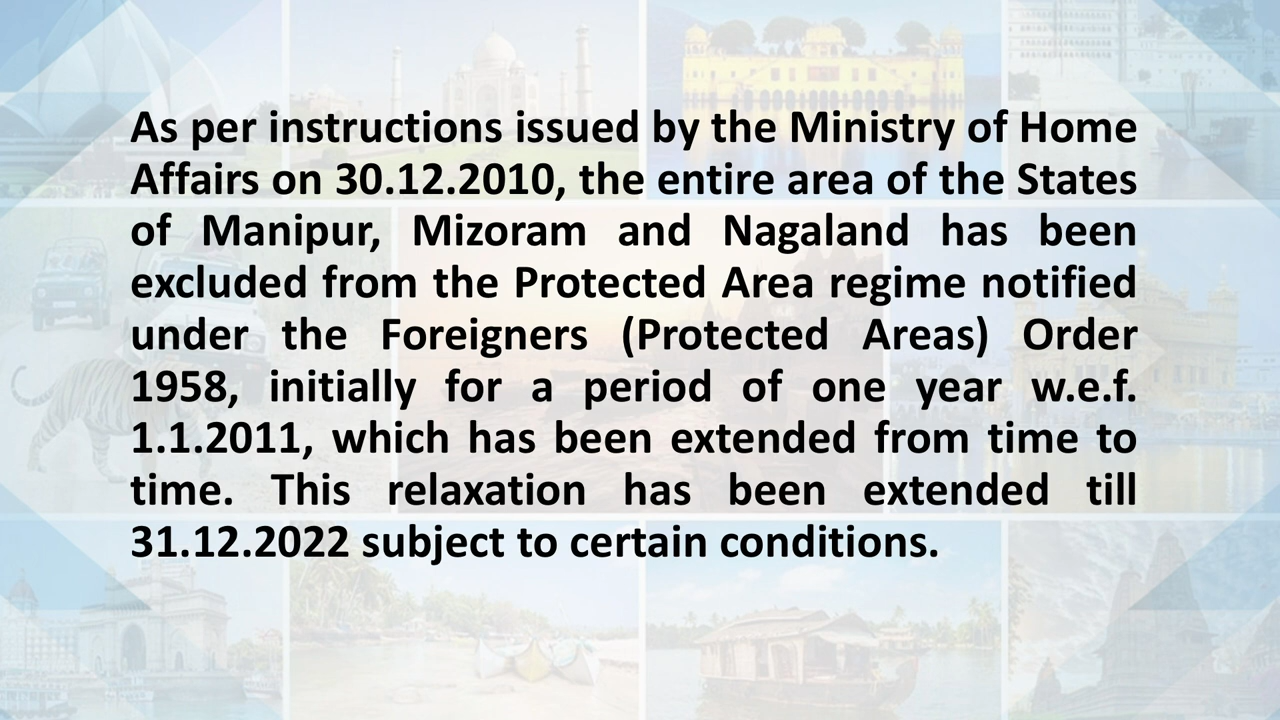 As per instructions issued by the Ministry of Home
Affairs on 30.12.2010, the entire area of the States
of Manipur, Mizoram and Nagaland has been
excluded from the Protected Area regime notified
under the Foreigners (Protected Areas) Order
1958, initially for a period of one year w.e.f.
1.1.2011, which has been extended from time to
time. This relaxation has been extended till
31.12.2022 subject to certain conditions.